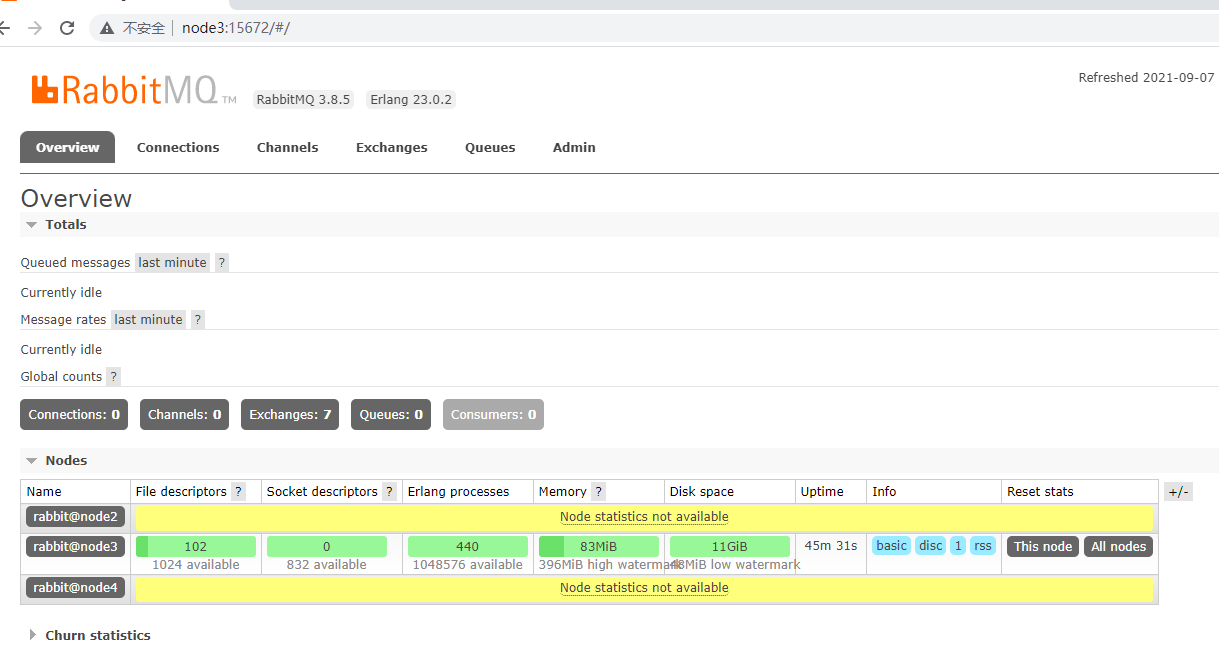 不安全 node3:15672/#/
RabbitMQ TM RabbitMQ 3.8.5 Erlang 23.0.2
Refreshed 2021-09-07
Overview Connections Channels Exchanges Queues Admin
Overview
Totals
Queued messages last minute ?
Currently idle
Message rates last minute ?
Currently idle
Global counts ?
Connections: 0 Channels: 0 Exchanges: 7 Queues: 0 Consumers: 0
Nodes
Name File descriptors ? Socket descriptors ? Erlang processes Memory ? Disk space Uptime Info Reset stats +/-
rabbit@node2 Node statistics not available
rabbit@node3 102 0 440 83MiB 11GiB 45m 31s basic disc 1 rss This node All nodes
1024 available 832 available 1048576 available 396MiB high watermark 48MiB low watermark
rabbit@node4 Node statistics not available
Churn statistics